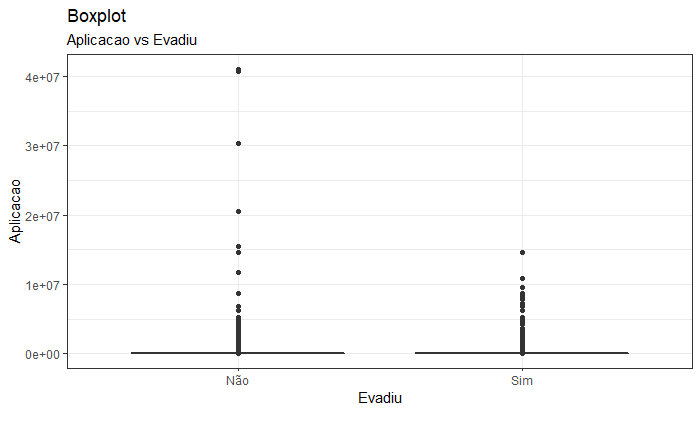 Boxplot
Aplicacao vs Evadiu
4e+07
3e+07
2e+07
1e+07
0e+00
Aplicacao
Não
Sim
Evadiu